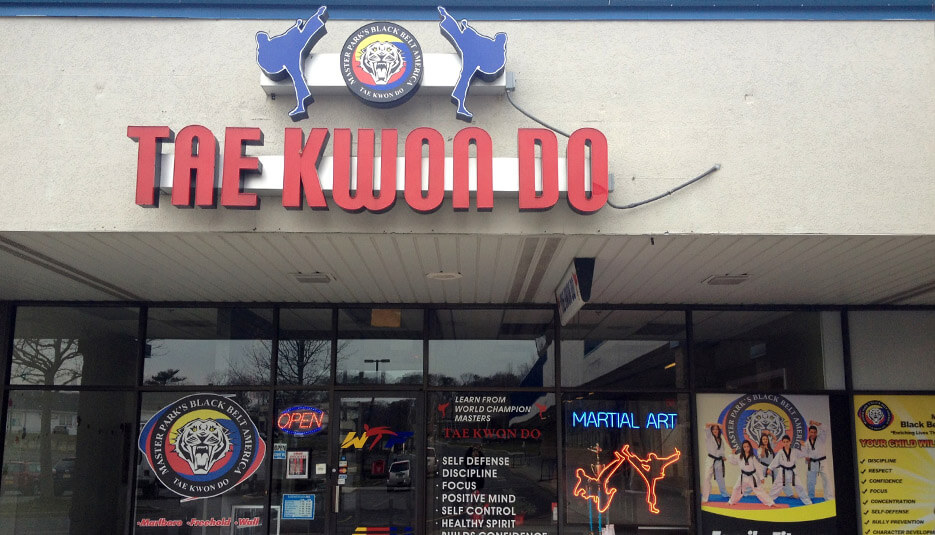 MASTER PARK'S BLACK BELT AMERICA
TAE KWON DO
TAE KWON DO
MASTER PARK'S BLACK BELT AMERICA
TAE KWON DO
-Marlboro -Freehold -Wall
OPEN
WTF
LEARN FROM
WORLD CHAMPION
MASTERS
TAE KWON DO
SELF DEFENSE
DISCIPLINE
FOCUS
POSITIVE MIND
SELF CONTROL
HEALTHY SPIRIT
BUILDS CONFIDENCE
MARTIAL ART
MASTER PARK'S BLACK BELT AMERICA
Black Be
YOUR CHILD WIL
DISCIPLINE
RESPECT
CONFIDENCE
FOCUS
CONCENTRATION
SELF-DEFENSE
BULLY PREVENTION
CHARACTER DEVELOPM